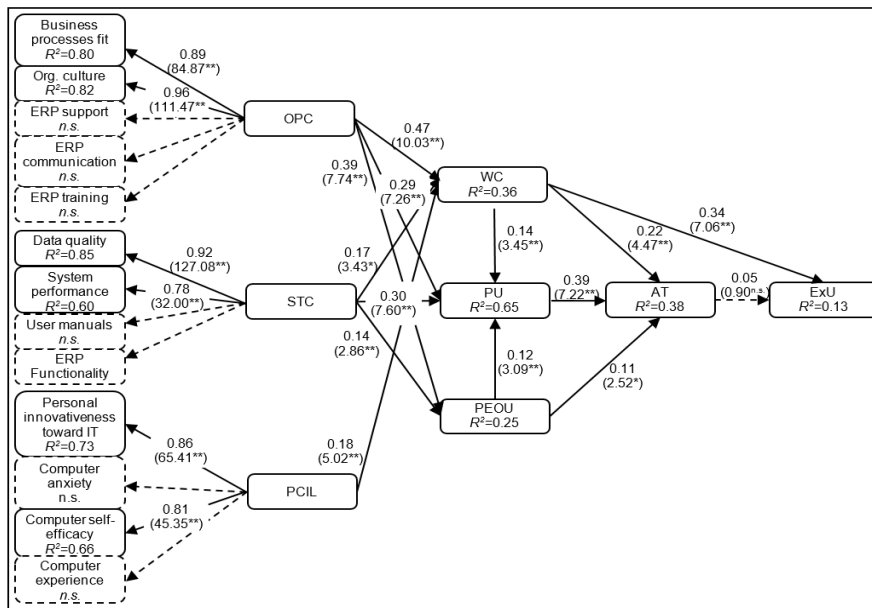 Business
processes fit
R²=0.80
Org. culture
R²=0.82
ERP support
n.s.
ERP
communication
n.s.
ERP training
n.s.
0.89
(84.87**)
0.96
(111.47**
OPC
Data quality
R²=0.85
System
performance
R²=0.60
User manuals
n.s.
ERP
Functionality
0.92
(127.08**)
0.78
(32.00**)
STC
Personal
innovativeness
toward IT
R²=0.73
Computer
anxiety
n.s.
Computer self-
efficacy
R²=0.66
Computer
experience
n.s.
0.86
(65.41**)
0.81
(45.35**)
PCIL
0.47
(10.03**)
0.39
(7.74**)
0.29
(7.26**)
0.17
(3.43*)
0.30
(7.60**)
0.14
(2.86**)
0.18
(5.02**)
WC
R²=0.36
0.14
(3.45**)
PU
R²=0.65
0.12
(3.09**)
PEOU
R²=0.25
0.22
(4.47**)
0.34
(7.06**)
0.39
(7.22**)
0.11
(2.52*)
AT
R²=0.38
0.05
(0.90n.s.
ExU
R²=0.13